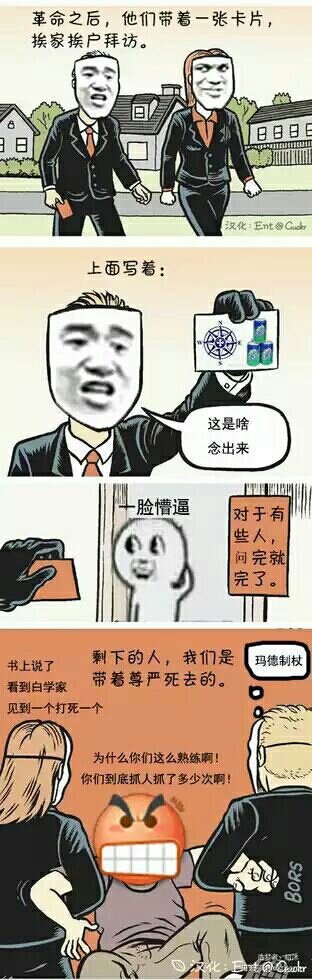 革命之后，他们带着一张卡片，
挨家挨户拜访。
汉化：Ent@Guokr
上面写着：
N
W
E
S
这是啥
念出来
一脸懵逼
对于有
些人，
问完就
完了。
书上说了
看到白学家
见到一个打死一个
剩下的人，我们是
带着尊严死去的。
玛德制杖
为什么你们这么熟练啊！
你们到底抓人抓了多少次啊！
BORS
汉化：Ent@Guokr